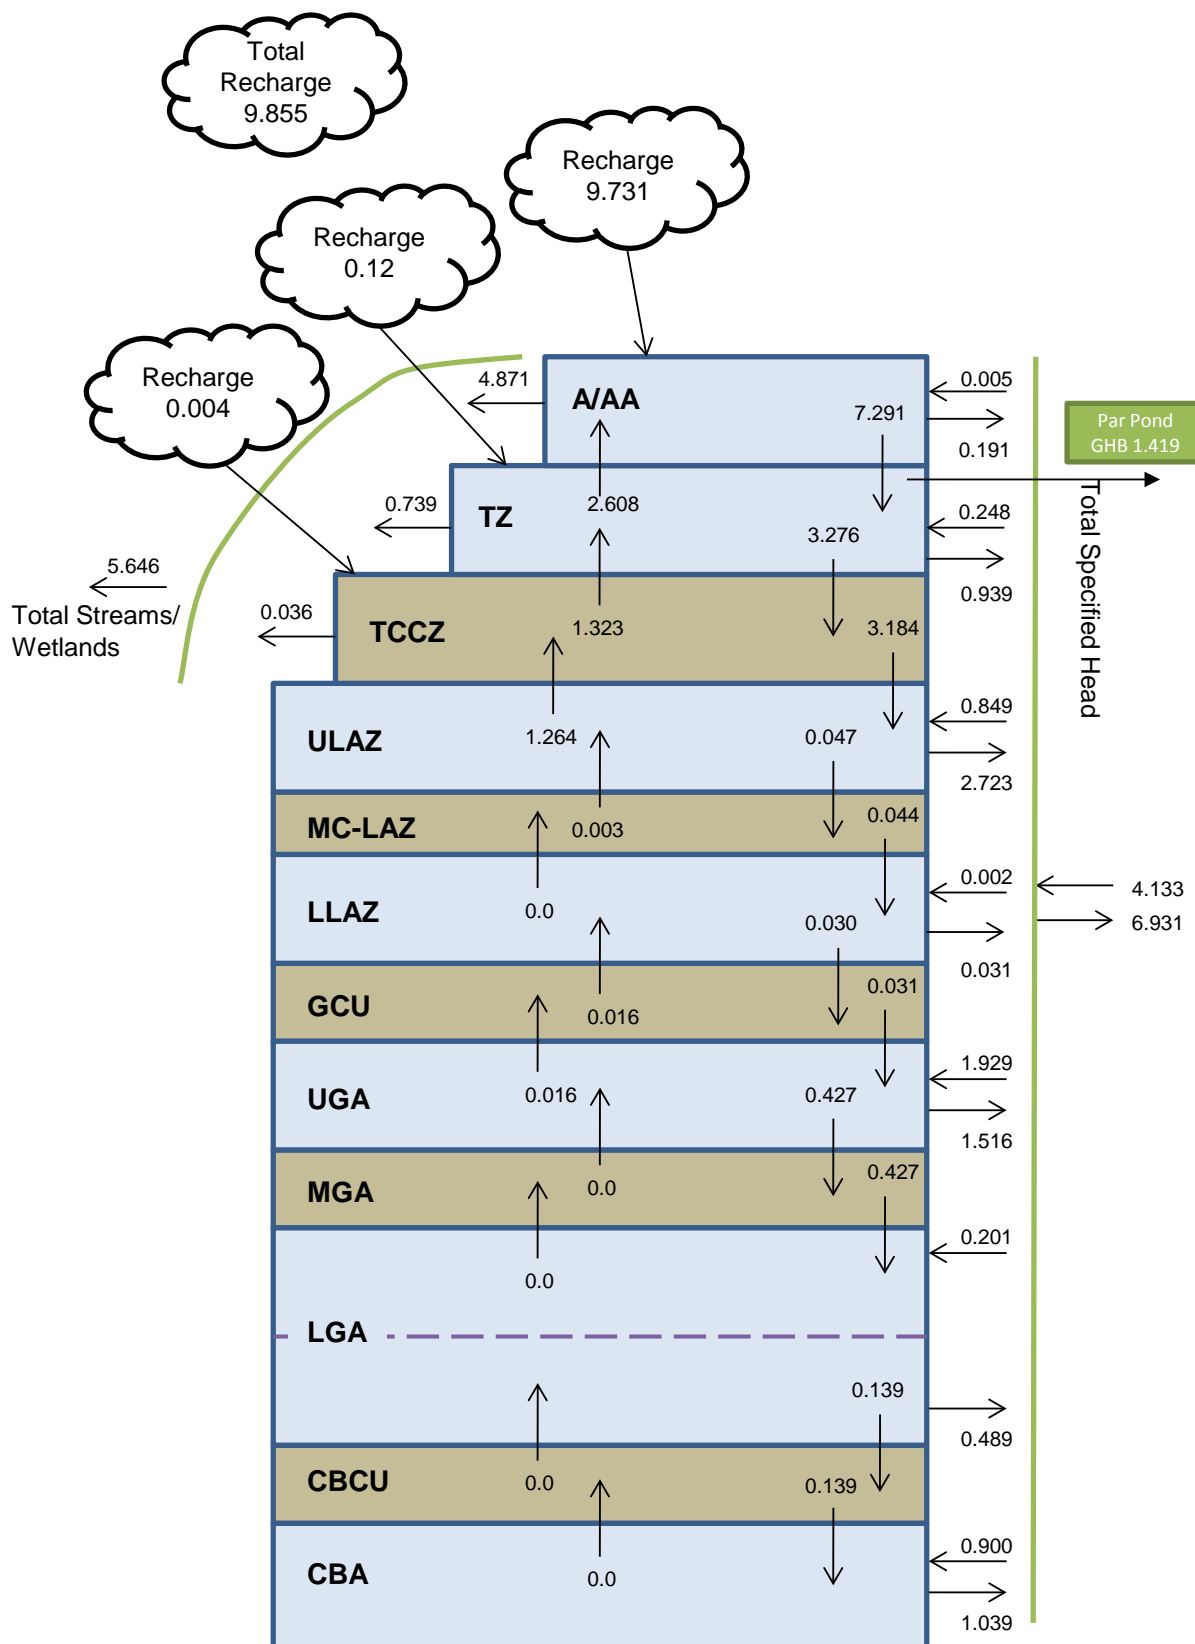 Total
Recharge
9.855
Recharge
9.731
Recharge
0.12
Recharge
0.004
4.871
A/AA
7.291
0.005
0.191
Par Pond
GHB 1.419
0.739
TZ
2.608
3.276
0.248
0.939
Total Specified Head
5.646
Total Streams/
Wetlands
0.036
TCCZ
1.323
3.184
ULAZ
1.264
0.047
0.849
2.723
MC-LAZ
0.003
0.044
LLAZ
0.0
0.030
0.002
0.031
4.133
6.931
GCU
0.016
0.031
UGA
0.016
0.427
1.929
1.516
MGA
0.0
0.427
0.201
0.0
LGA
0.139
0.489
CBCU
0.0
0.139
CBA
0.0
0.900
1.039